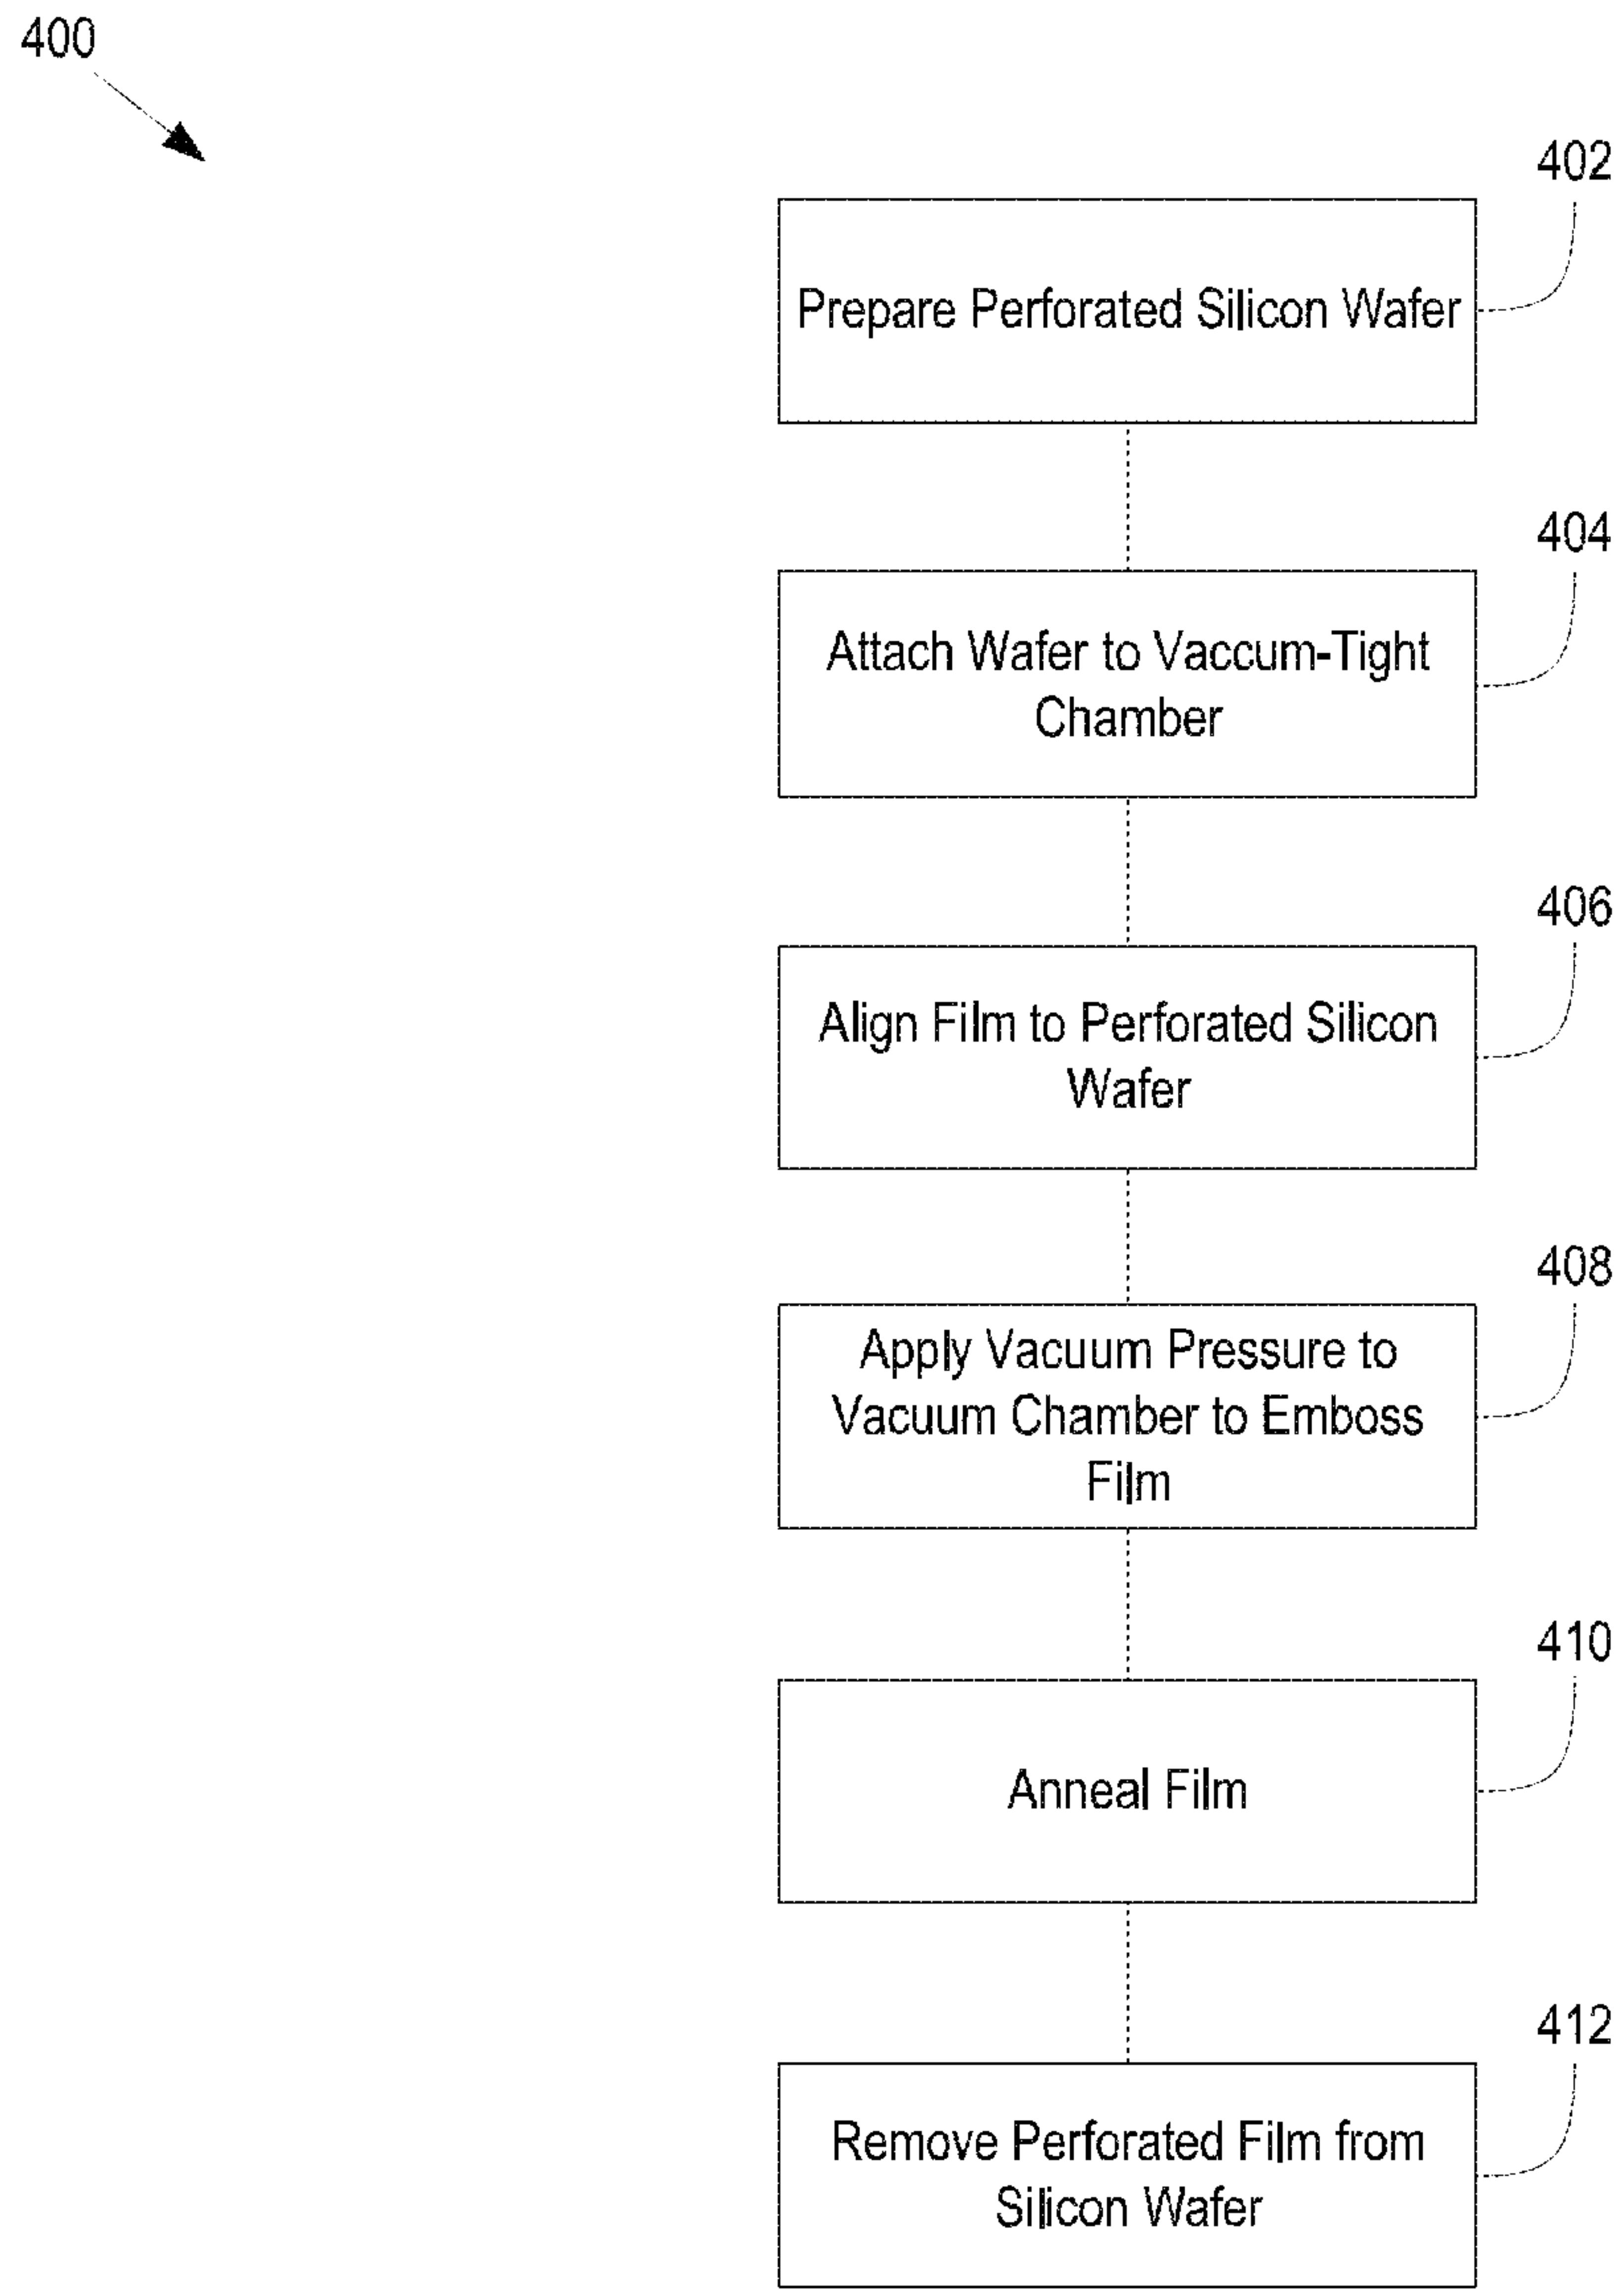 400
402
Prepare Perforated Silicon Wafer
404
Attach Wafer to Vaccum-Tight
Chamber
406
Align Film to Perforated Silicon
Wafer
408
Apply Vacuum Pressure to
Vacuum Chamber to Emboss
Film
410
Anneal Film
412
Remove Perforated Film from
Silicon Wafer